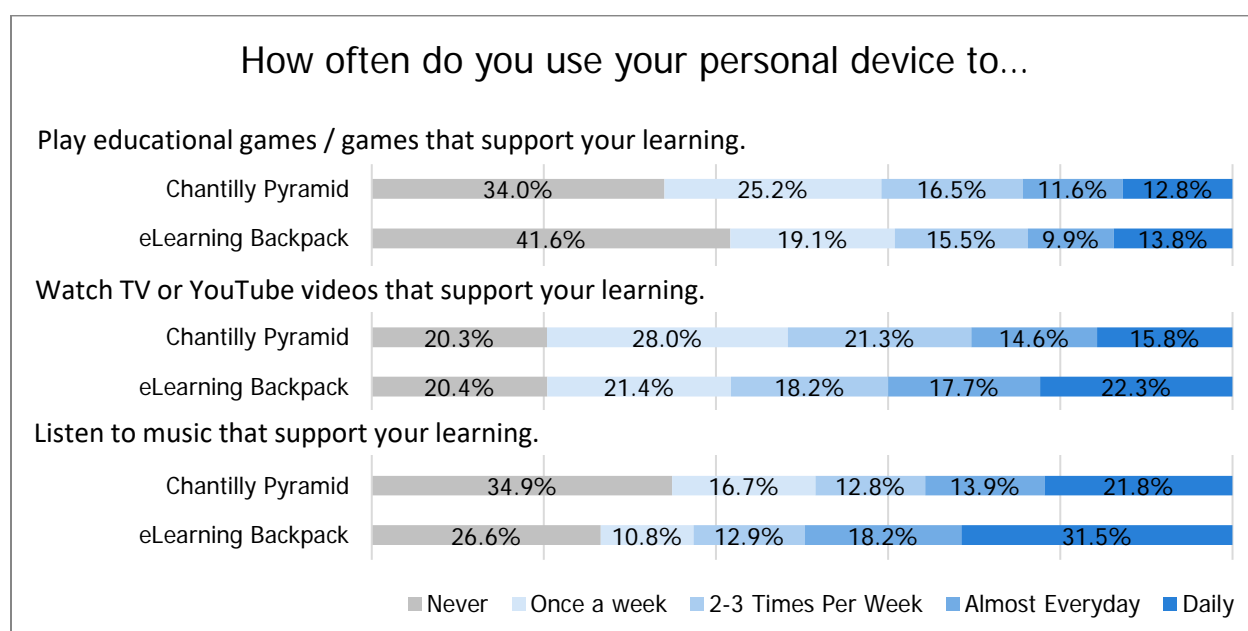 How often do you use your personal device to...
Play educational games / games that support your learning.
Chantilly Pyramid 34.0% 25.2% 16.5% 11.6% 12.8%
eLearning Backpack 41.6% 19.1% 15.5% 9.9% 13.8%
Watch TV or YouTube videos that support your learning.
Chantilly Pyramid 20.3% 28.0% 21.3% 14.6% 15.8%
eLearning Backpack 20.4% 21.4% 18.2% 17.7% 22.3%
Listen to music that support your learning.
Chantilly Pyramid 34.9% 16.7% 12.8% 13.9% 21.8%
eLearning Backpack 26.6% 10.8% 12.9% 18.2% 31.5%
Never Once a week 2-3 Times Per Week Almost Everyday Daily